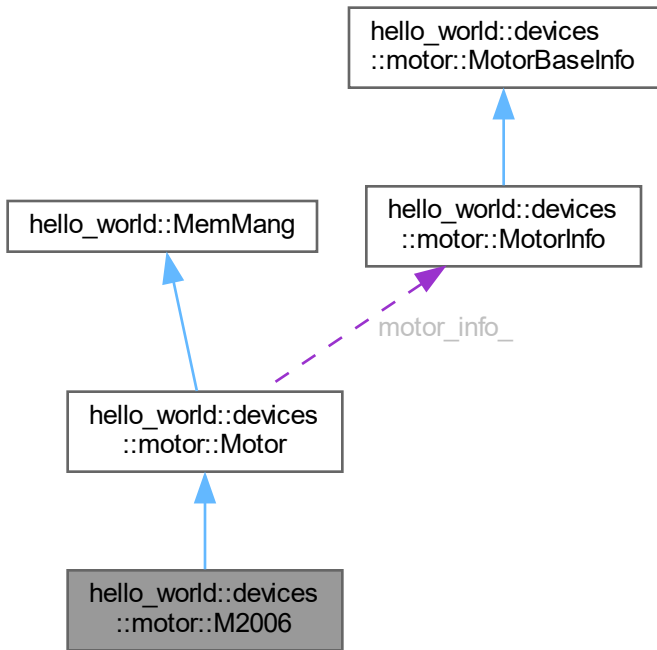 hello_world::devices
::motor::MotorBaseInfo
hello_world::MemMang
hello_world::devices
::motor::MotorInfo
motor_info_
hello_world::devices
::motor::Motor
hello_world::devices
::motor::M2006